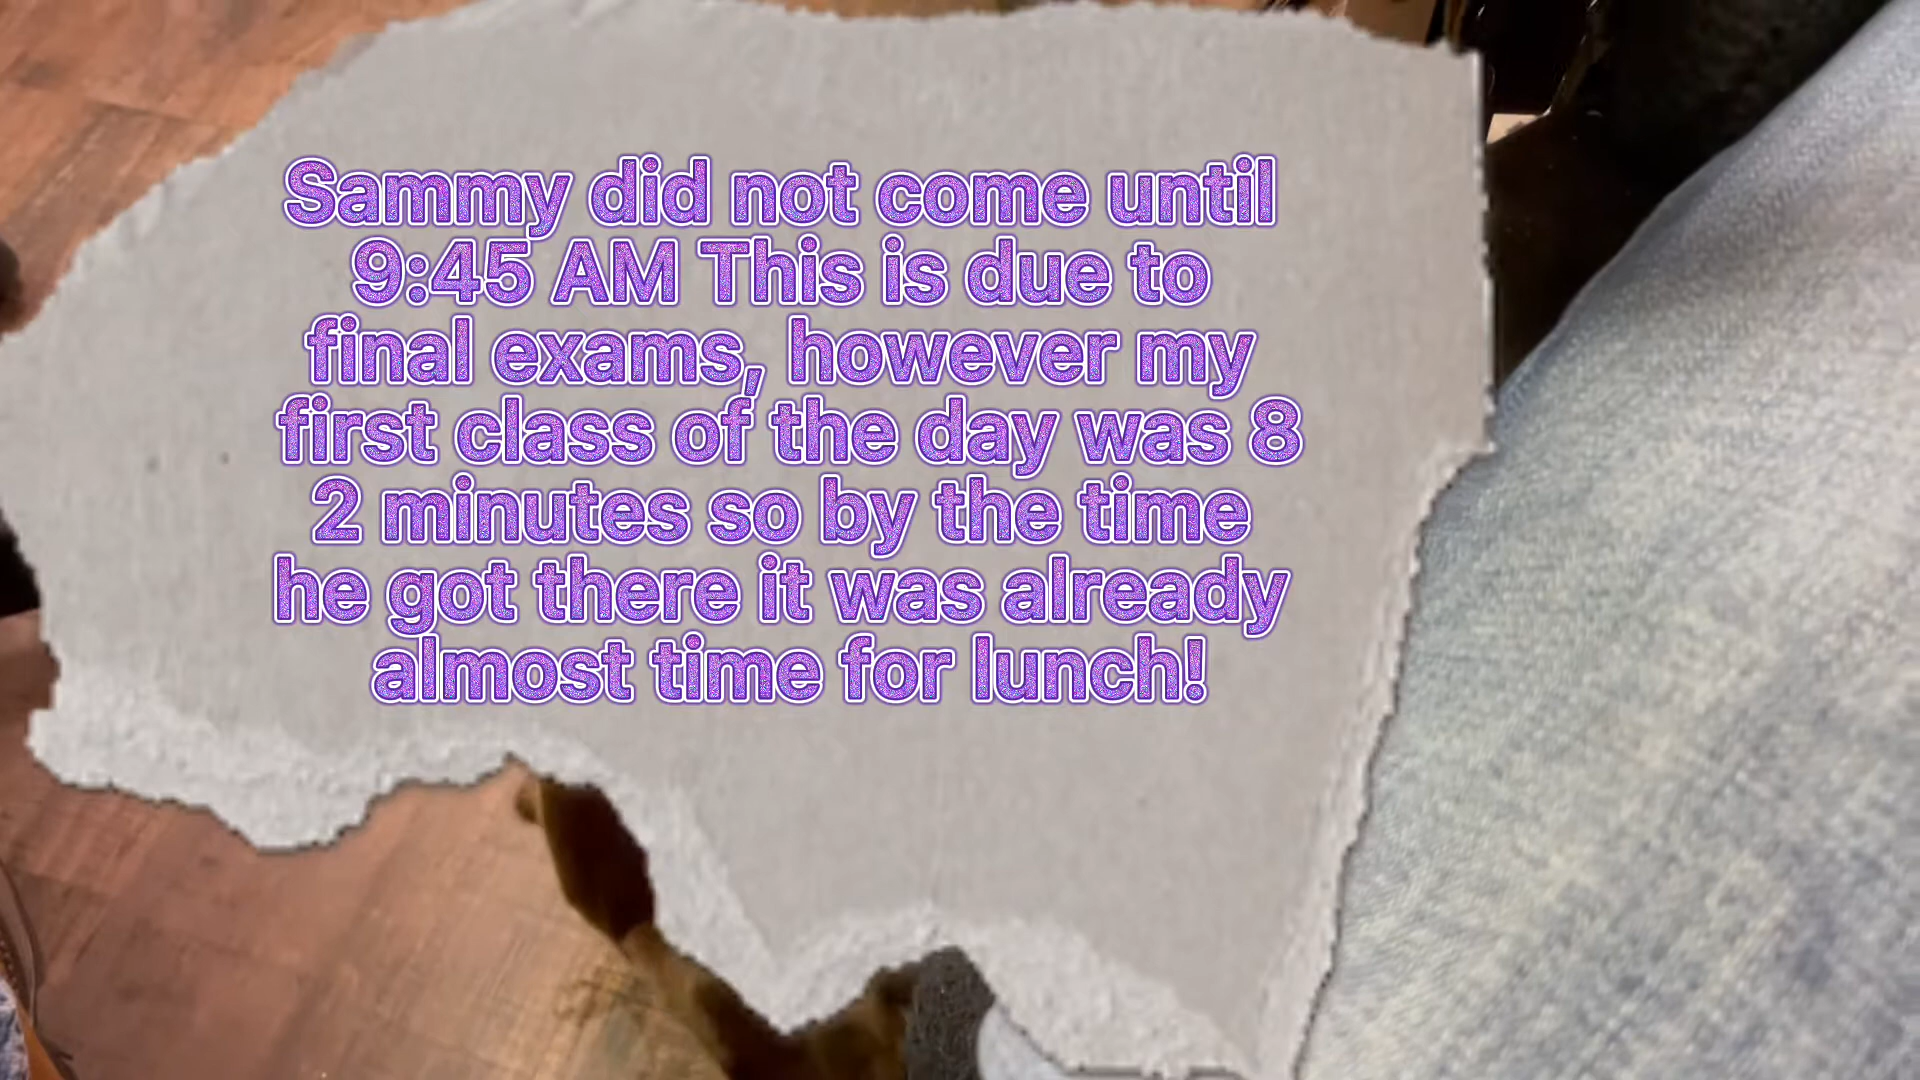 Sammy did not come until
9:45 AM This is due to
final exams, however my
first class of the day was 8
2 minutes so by the time
he got there it was already
almost time for lunch!